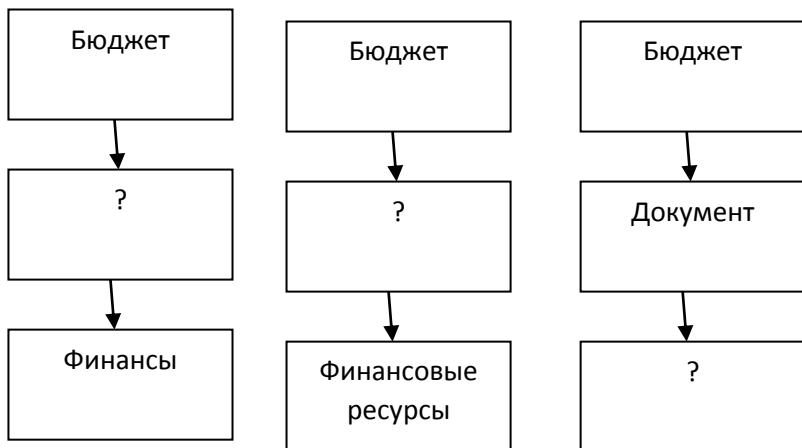 Бюджет
?
Финансы
Бюджет
?
Финансовые
ресурсы
Бюджет
Документ
?